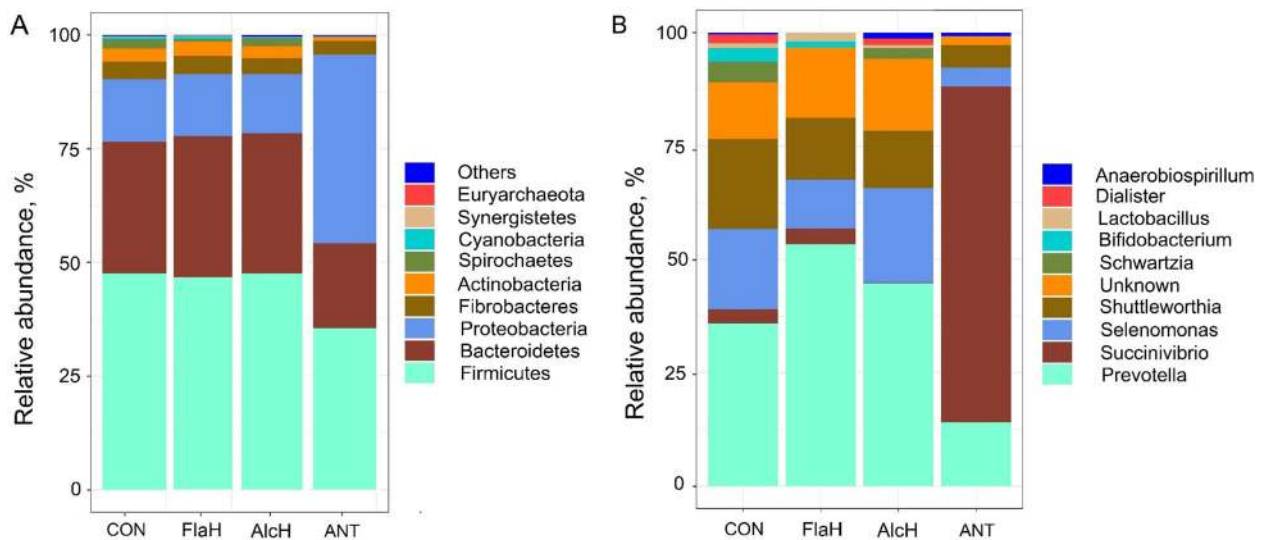 A
Relative abundance, %
100
75
50
25
0
CON FlaH AlcH ANT
Others
Euryarchaeota
Synergistetes
Cyanobacteria
Spirochaetes
Actinobacteria
Fibrobacteres
Proteobacteria
Bacteroidetes
Firmicutes
B
Relative abundance, %
100
75
50
25
0
CON FlaH AlcH ANT
Anaerobiospirillum
Dialister
Lactobacillus
Bifidobacterium
Schwartzia
Unknown
Shuttleworthia
Selenomonas
Succinivibrio
Prevotella